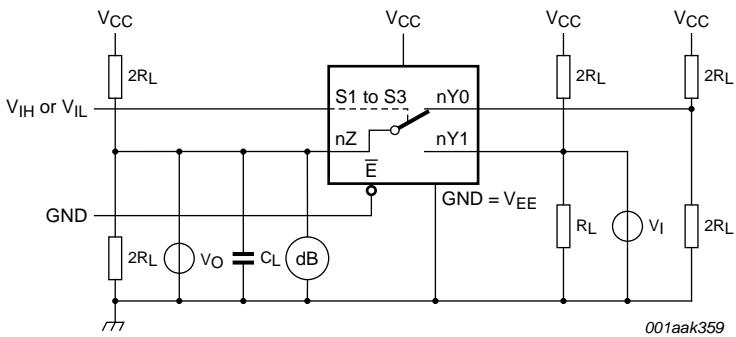 VCC VCC VCC VCC
2RL 2RL 2RL
VIH or VIL S1 to S3 nY0
nZ nY1
E
GND GND = VEE
2RL VO CL dB RL VI 2RL
001aak359